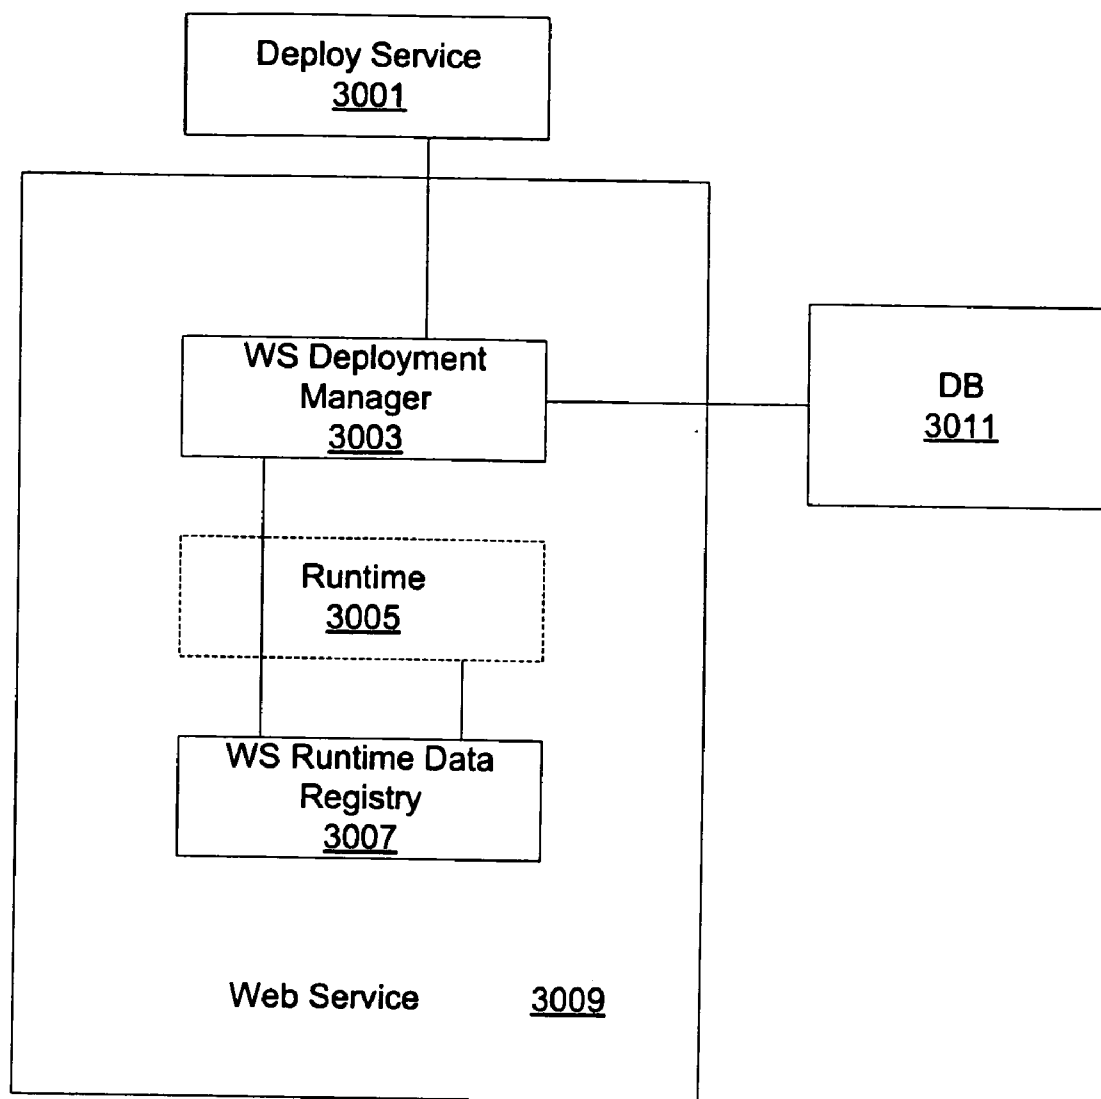 Deploy Service
3001
WS Deployment
Manager
3003
DB
3011
Runtime
3005
WS Runtime Data
Registry
3007
Web Service 3009